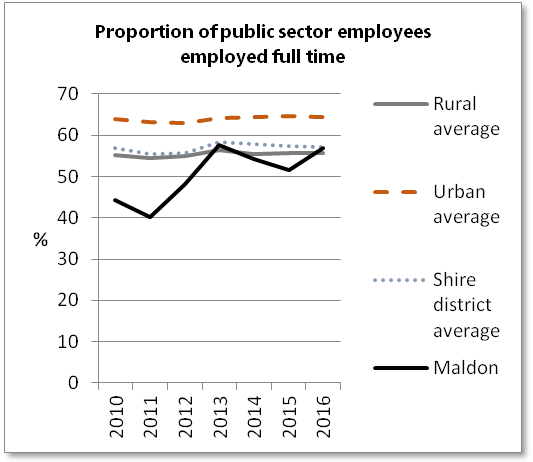 Proportion of public sector employees
employed full time
70
60
50
40
30
20
10
0
%
2010
2011
2012
2013
2014
2015
2016
Rural
average
Urban
average
Shire
district
average
Maldon